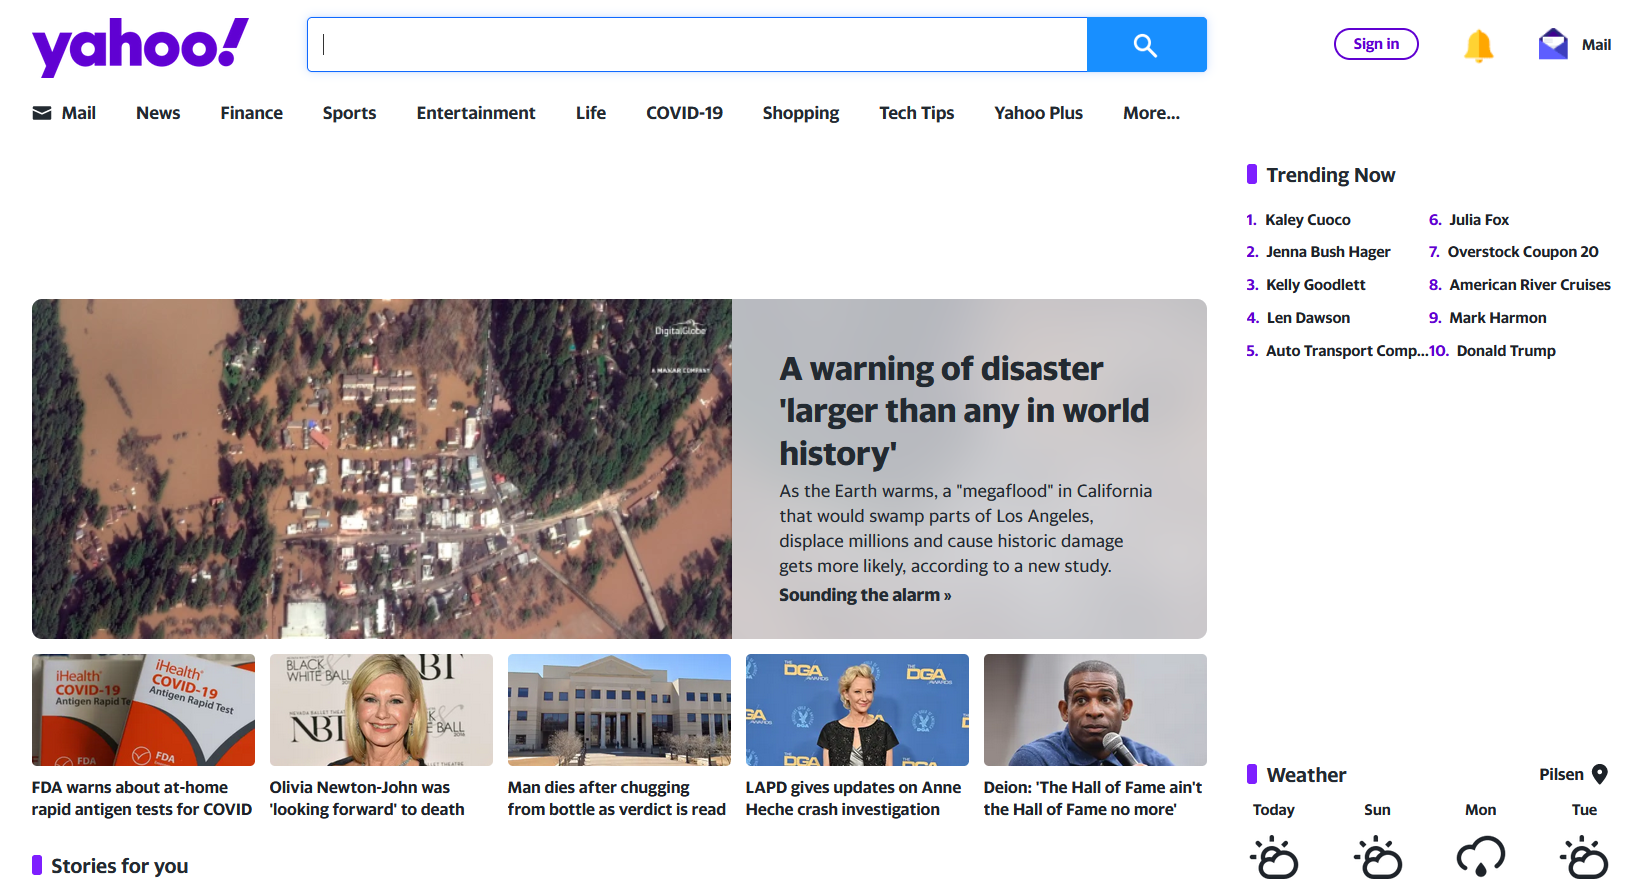 yahoo!
Sign in
Mail
Mail
News
Finance
Sports
Entertainment
Life
COVID-19
Shopping
Tech Tips
Yahoo Plus
More...
Trending Now
1. Kaley Cuoco
2. Jenna Bush Hager
3. Kelly Goodlett
4. Len Dawson
5. Auto Transport Comp...
6. Julia Fox
7. Overstock Coupon 20
8. American River Cruises
9. Mark Harmon
10. Donald Trump
DigitalGlobe
A MAXAR COMPANY
A warning of disaster
'larger than any in world
history'
As the Earth warms, a "megaflood" in California
that would swamp parts of Los Angeles,
displace millions and cause historic damage
gets more likely, according to a new study.
Sounding the alarm »
iHealth®
COVID-19
Antigen Rapid Te
FDA
iHealth®
COVID-19
Antigen Rapid Test
FDA
FDA warns about at-home
rapid antigen tests for COVID
BLACK &
WHITE BALL
NBT
Olivia Newton-John was
'looking forward' to death
Man dies after chugging
from bottle as verdict is read
THE
DGA
AWARDS
DGA
AWARDS
LAPD gives updates on Anne
Heche crash investigation
Deion: 'The Hall of Fame ain't
the Hall of Fame no more'
Stories for you
Weather
Pilsen
Today
Sun
Mon
Tue